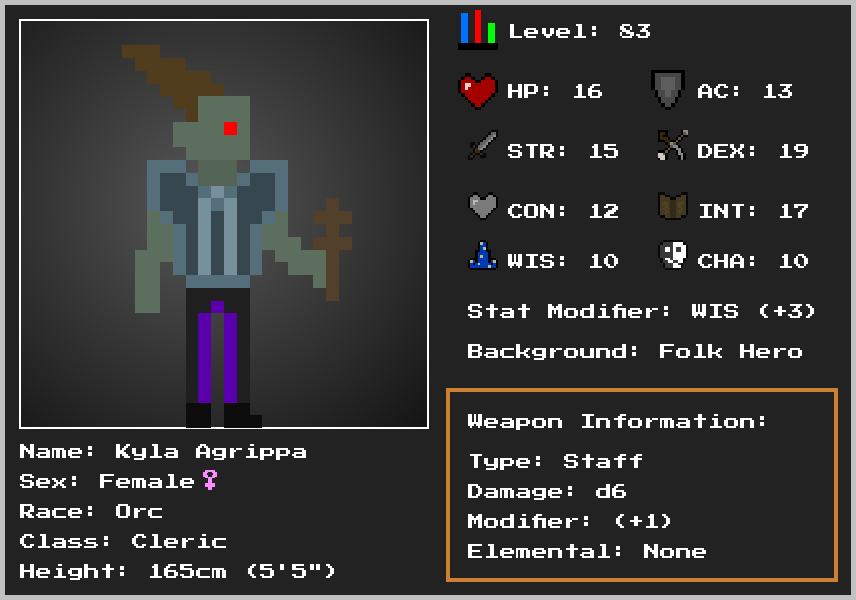 Level: 83
HP: 16
AC: 13
STR: 15
DEX: 19
CON: 12
INT: 17
WIS: 10
CHA: 10
Stat Modifier: WIS (+3)
Background: Folk Hero
Weapon Information:
Type: Staff
Damage: d6
Modifier: (+1)
Elemental: None
Name: Kyla Agrippa
Sex: Female♀
Race: Orc
Class: Cleric
Height: 165cm (5'5")